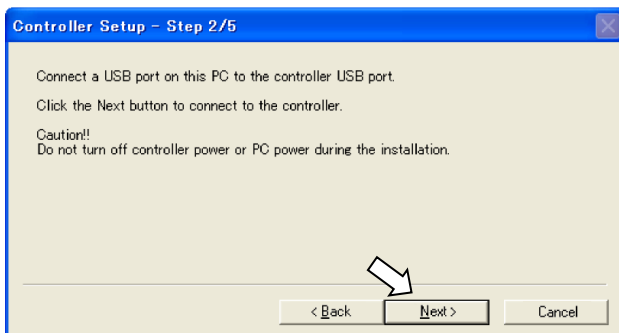 Controller Setup - Step 2/5
Connect a USB port on this PC to the controller USB port.
Click the Next button to connect to the controller.
Caution!!
Do not turn off controller power or PC power during the installation.
< Back
Next >
Cancel